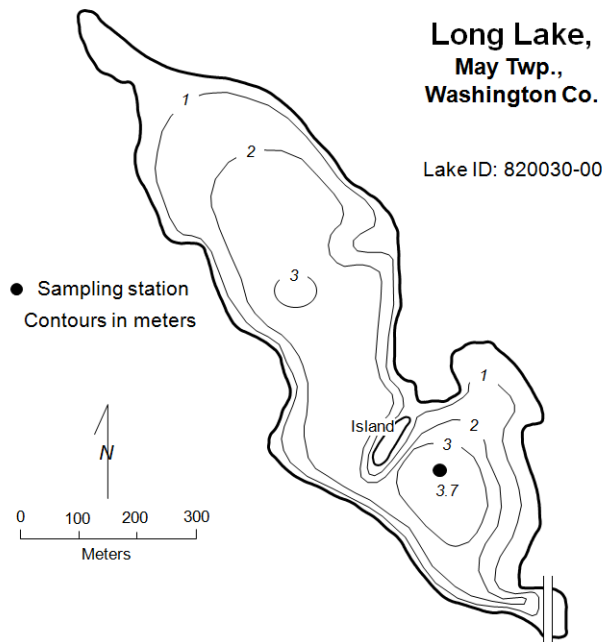 Long Lake,
May Twp.,
Washington Co.
Lake ID: 820030-00
1
2
3
Sampling station
Contours in meters
1
Island
2
3
3.7
N
0 100 200 300
Meters